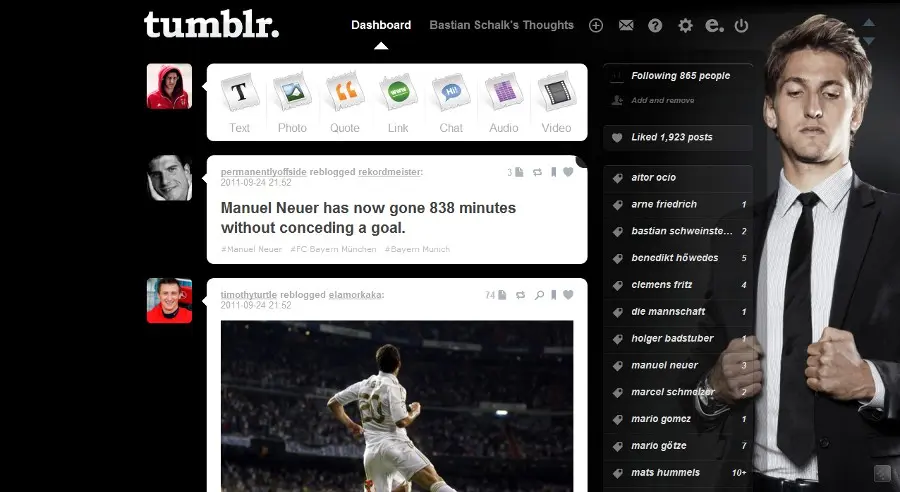 tumblr.
Dashboard
Bastian Schalk's Thoughts
Text
Photo
Quote
Link
Chat
Audio
Video
permanentlyoffside reblogged rekordmeister:
2011-09-24 21:52
3
Manuel Neuer has now gone 838 minutes
without conceding a goal.
#Manuel Neuer #FC Bayern München #Bayern Munich
timothyturtle reblogged elamorkaka:
2011-09-24 21:52
74
20
Following 865 people
Add and remove
Liked 1,923 posts
aitor ocio
arne friedrich 1
bastian schweinste... 2
benedikt höwedes 5
clemens fritz 4
die mannschaft 1
holger badstuber 1
manuel neuer 3
marcel schmelzer 2
mario gomez 1
mario götze 7
mats hummels 10+